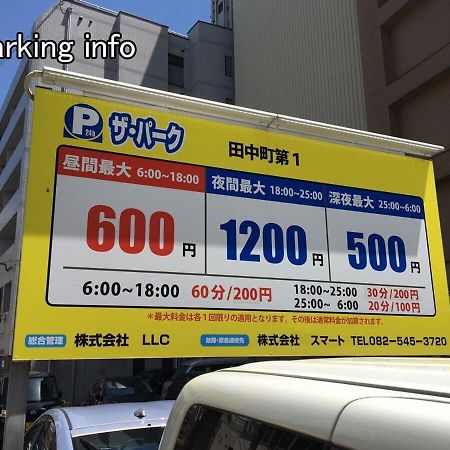 arking info
P 24h ザ・パーク 田中町第1
昼間最大 6:00~18:00
600円
夜間最大 18:00~25:00
1200円
深夜最大 25:00~6:00
500円
6:00~18:00 60分/200円
18:00~25:00 30分/200円
25:00~ 6:00 20分/100円
*最大料金は各1回限りの適用となります。その後は通常料金が加算されます。
総合管理 株式会社 LLC 故障・緊急連絡先 株式会社 スマート TEL082-545-3720